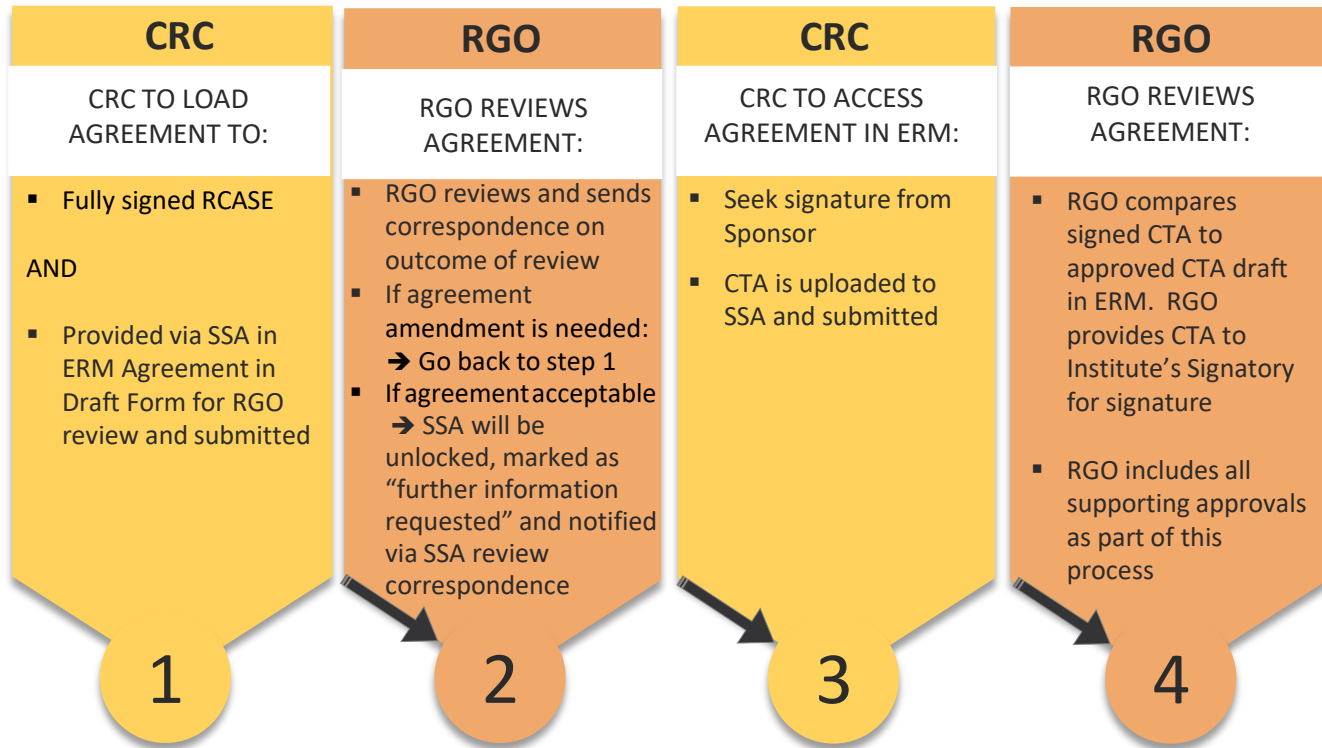 CRC
CRC TO LOAD
AGREEMENT TO:
▪ Fully signed RCASE
AND
▪ Provided via SSA in
ERM Agreement in
Draft Form for RGO
review and submitted
1
RGO
RGO REVIEWS
AGREEMENT:
▪ RGO reviews and sends
correspondence on
outcome of review
▪ If agreement
amendment is needed:
➔ Go back to step 1
▪ If agreement acceptable
➔ SSA will be
unlocked, marked as
“further information
requested” and notified
via SSA review
correspondence
2
CRC
CRC TO ACCESS
AGREEMENT IN ERM:
▪ Seek signature from
Sponsor
▪ CTA is uploaded to
SSA and submitted
3
RGO
RGO REVIEWS
AGREEMENT:
▪ RGO compares
signed CTA to
approved CTA draft
in ERM. RGO
provides CTA to
Institute’s Signatory
for signature
▪ RGO includes all
supporting approvals
as part of this
process
4